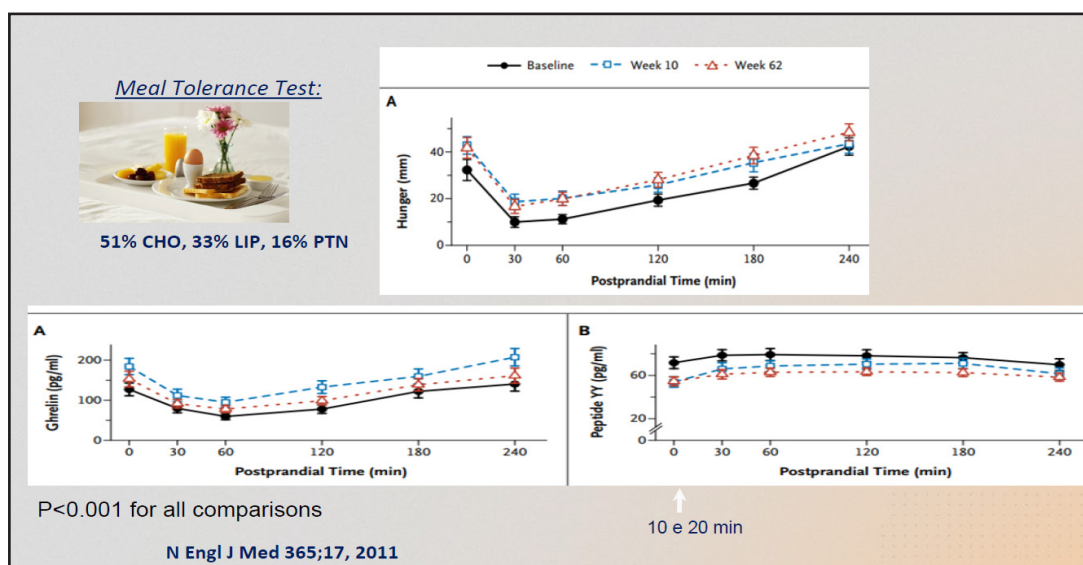 Meal Tolerance Test:
51% CHO, 33% LIP, 16% PTN
Baseline Week 10 Week 62
A
Hunger (mm)
40
20
0
0 30 60 120 180 240
Postprandial Time (min)
A
Ghrelin (pg/ml)
200
100
0
0 30 60 120 180 240
Postprandial Time (min)
B
Peptide YY (pg/ml)
60
20
0
0 30 60 120 180 240
Postprandial Time (min)
P<0.001 for all comparisons
10 e 20 min
N Engl J Med 365;17, 2011